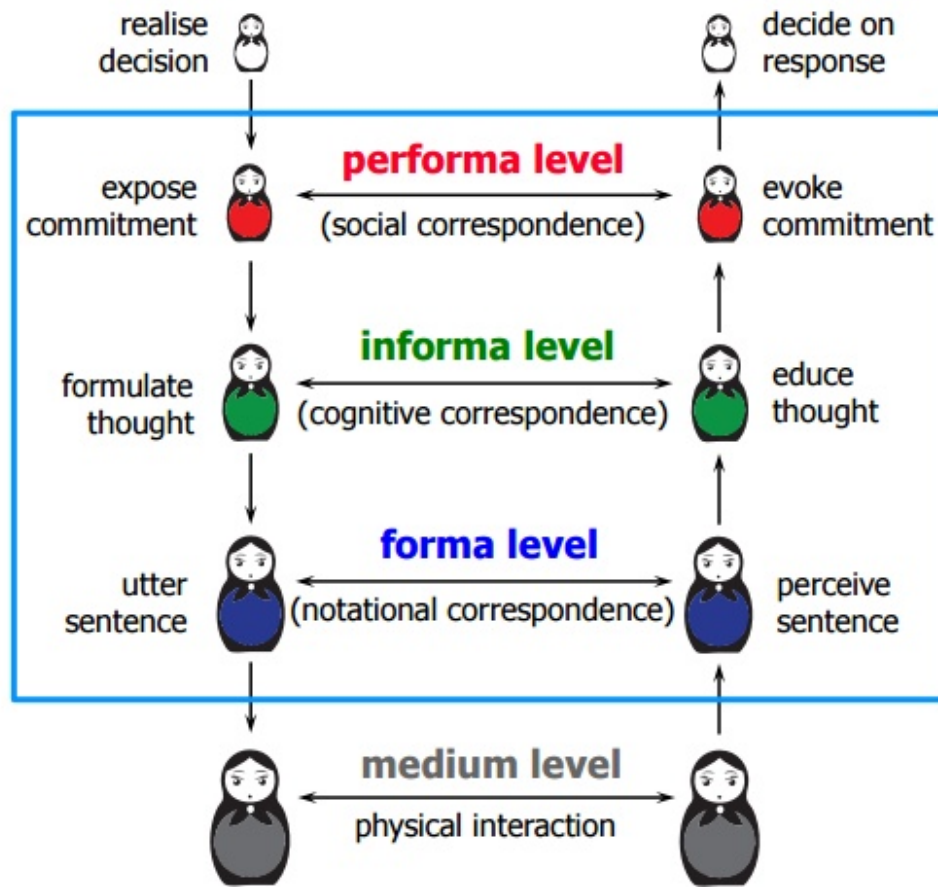 realise
decision
decide on
response
performa level
expose
commitment
(social correspondence)
evoke
commitment
informa level
formulate
thought
(cognitive correspondence)
educe
thought
forma level
utter
sentence
(notational correspondence)
perceive
sentence
medium level
physical interaction